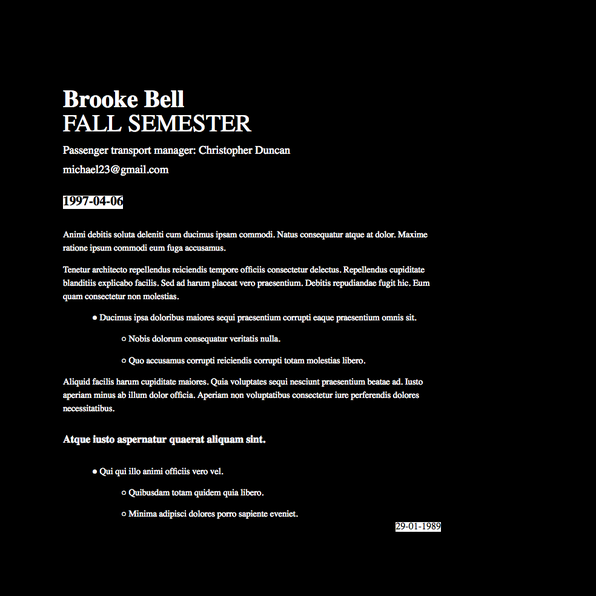 Brooke Bell
FALL SEMESTER
Passenger transport manager: Christopher Duncan
michael23@gmail.com
1997-04-06
Animi debitis soluta deleniti cum ducimus ipsam commodi. Natus consequatur atque at dolor. Maxime
ratione ipsum commodi eum fuga accusamus.
Tenetur architecto repellendus reiciendis tempore officiis consectetur delectus. Repellendus cupiditate
blanditiis explicabo facilis. Sed ad harum placeat vero praesentium. Debitis repudiandae fugit hic. Eum
quam consectetur non molestias.
Ducimus ipsa doloribus maiores sequi praesentium corrupti eaque praesentium omnis sit.
Nobis dolorum consequatur veritatis nulla.
Quo accusamus corrupti reiciendis corrupti totam molestias libero.
Aliquid facilis harum cupiditate maiores. Quia voluptates sequi nesciunt praesentium beatae ad. Iusto
aperiam minus ab illum dolor officia. Aperiam non voluptatibus consectetur iure perferendis dolores
necessitatibus.
Atque iusto aspernatur quaerat aliquam sint.
Qui qui illo animi officiis vero vel.
Quibusdam totam quidem quia libero.
Minima adipisci dolores porro sapiente eveniet.
29-01-1989